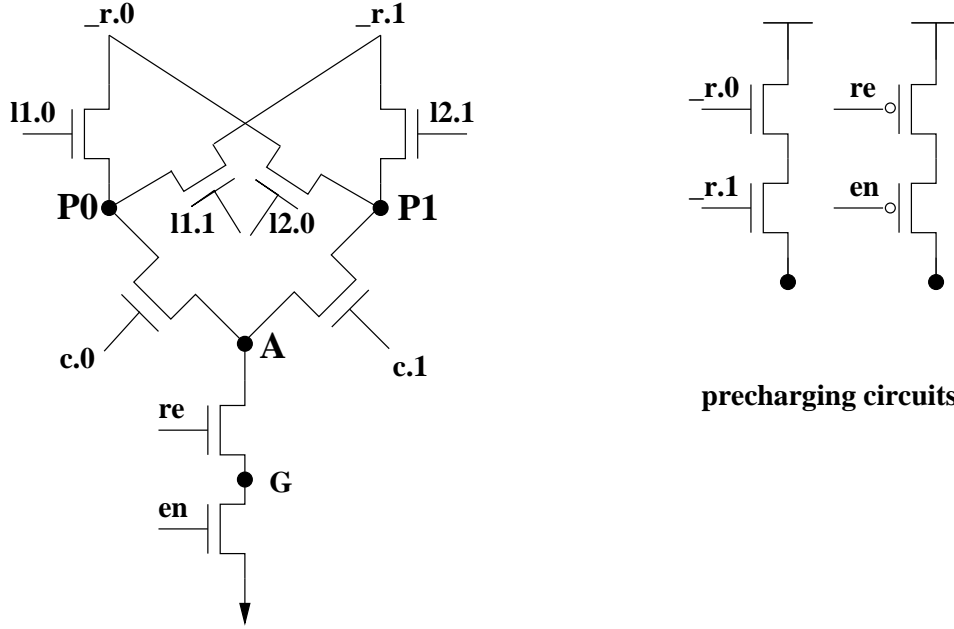 _r.0 _r.1
l1.0 l2.1
P0 P1
l1.1 l2.0
c.0 A c.1
re
G
en
_r.0 re
_r.1 en
precharging circuits